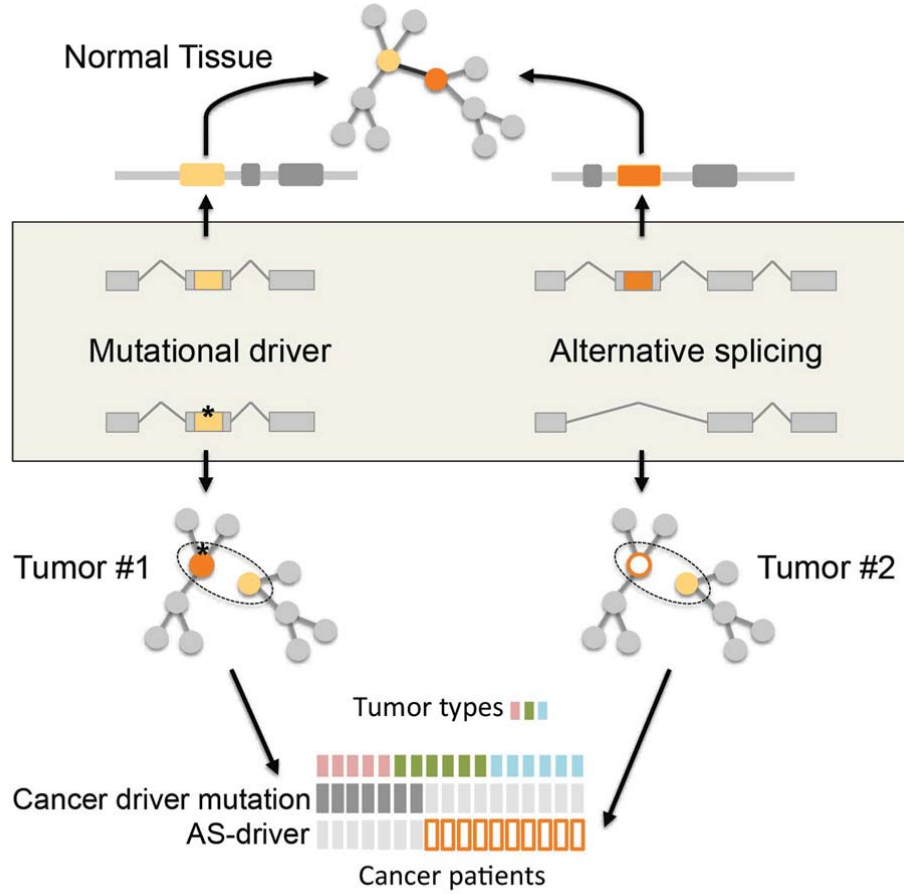 Normal Tissue
Mutational driver
Alternative splicing
*
*
Tumor #1
Tumor #2
Tumor types
Cancer driver mutation
AS-driver
Cancer patients